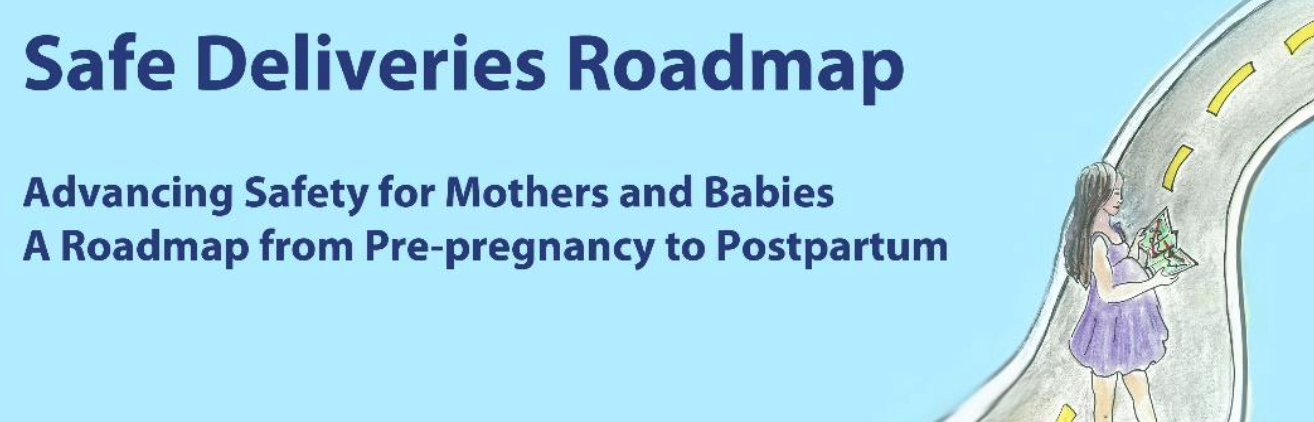 Safe Deliveries Roadmap
Advancing Safety for Mothers and Babies
A Roadmap from Pre-pregnancy to Postpartum